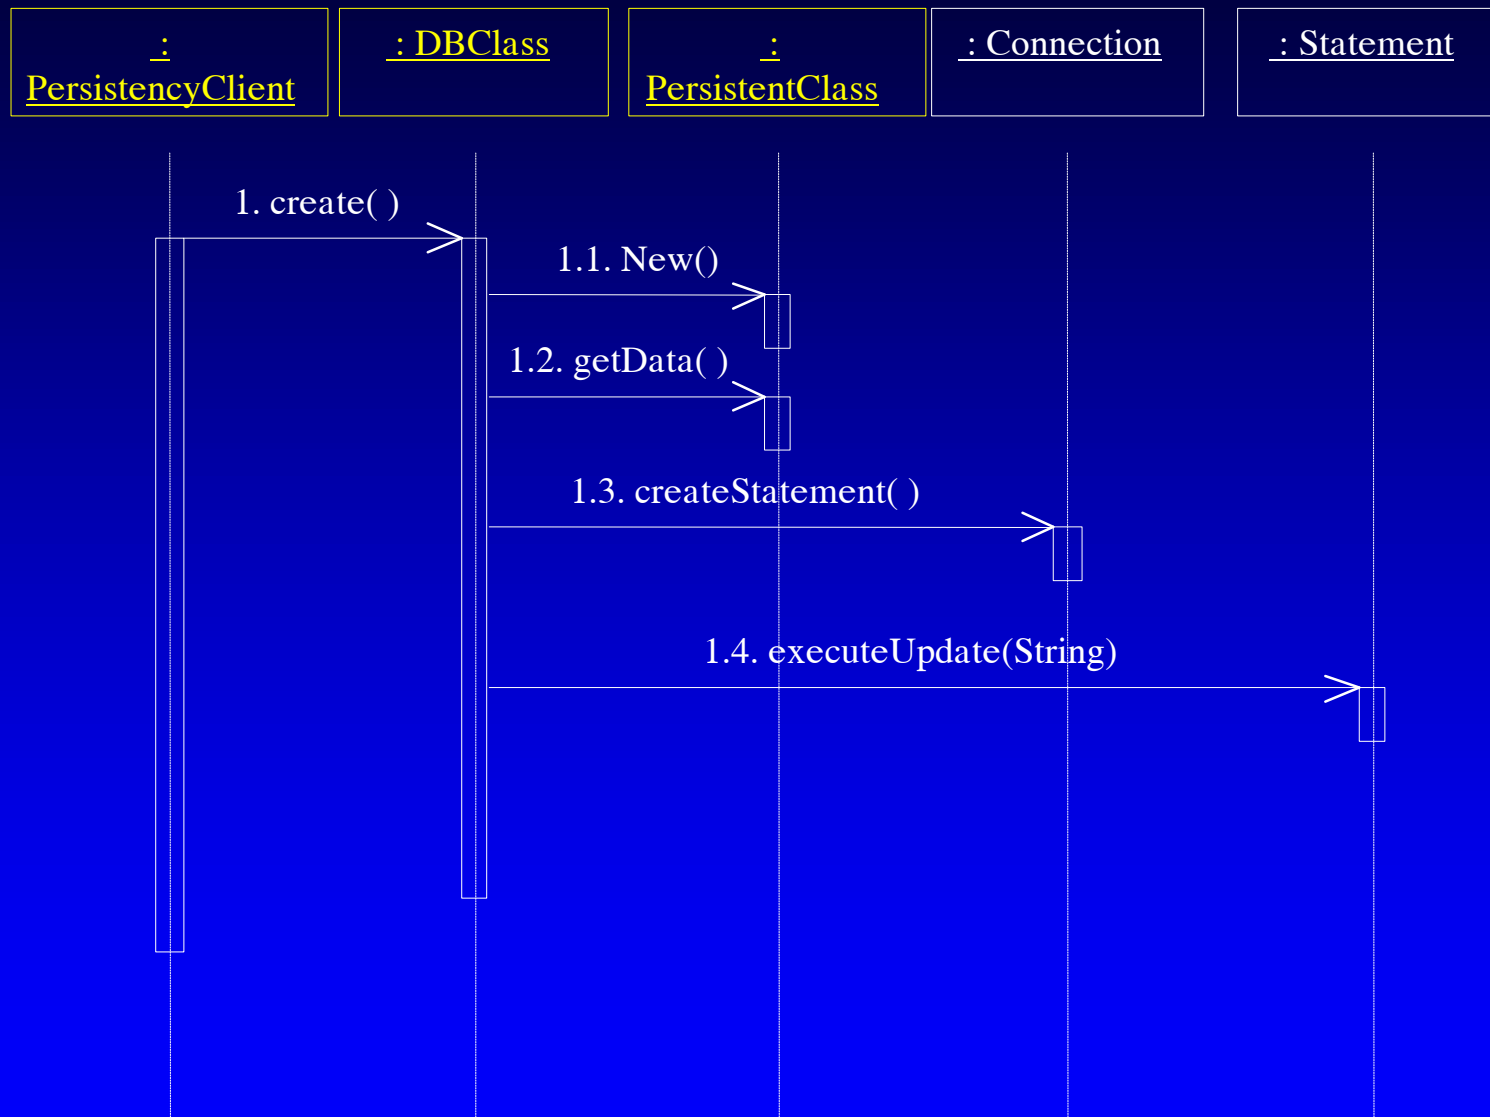 :
PersistencyClient
: DBClass
:
PersistentClass
: Connection
: Statement
1. create( )
1.1. New()
1.2. getData( )
1.3. createStatement( )
1.4. executeUpdate(String)